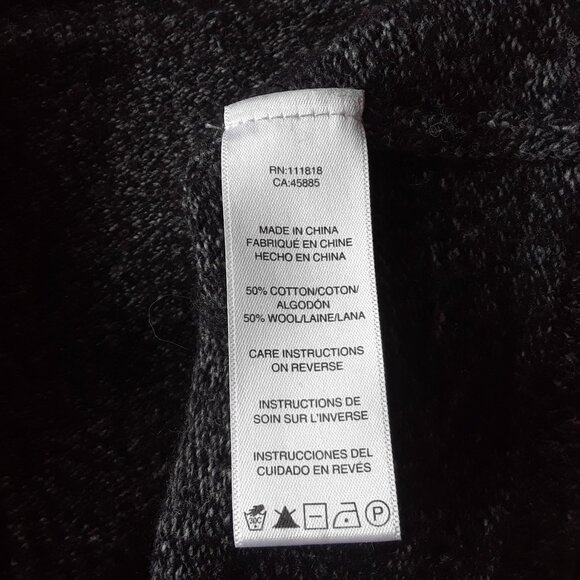 RN:111818
CA:45885
MADE IN CHINA
FABRIQUÉ EN CHINE
HECHO EN CHINA
50% COTTON/COTON/
ALGODÓN
50% WOOL/LAINE/LANA
CARE INSTRUCTIONS
ON REVERSE
INSTRUCTIONS DE
SOIN SUR L'INVERSE
INSTRUCCIONES DEL
CUIDADO EN REVÉS
30C P